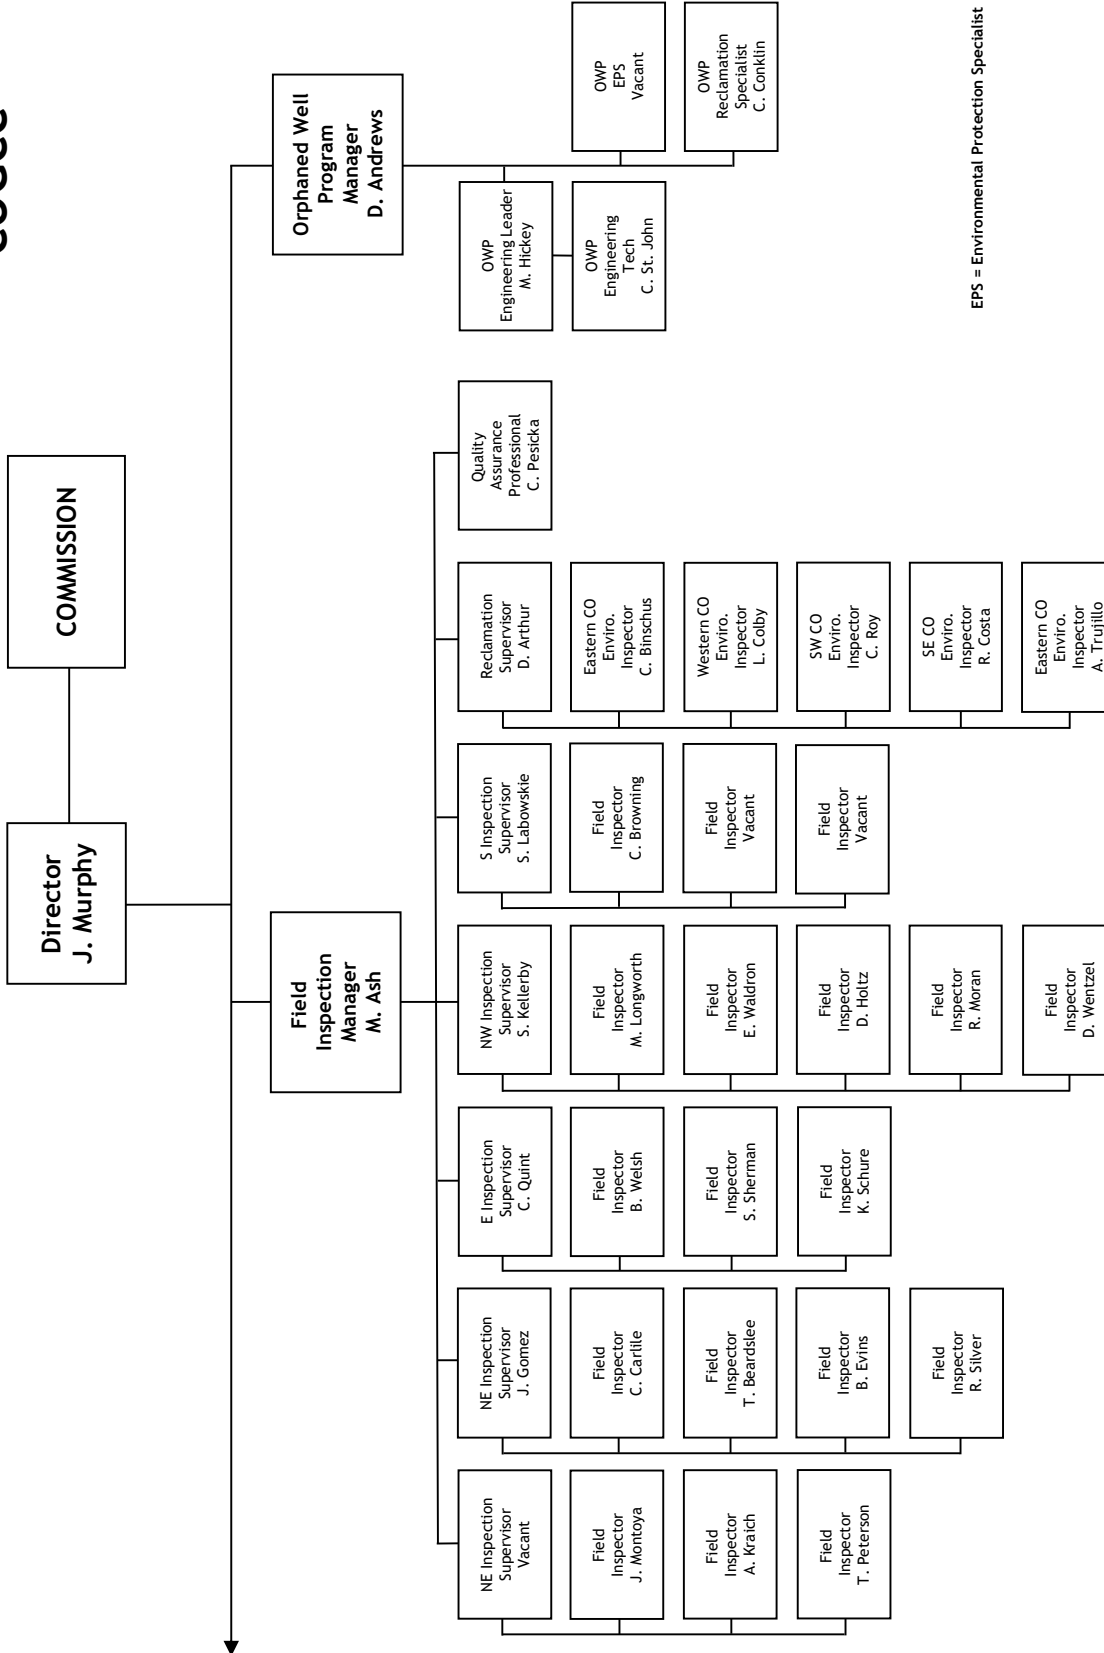 Director
J. Murphy
COMMISSION
Field
Inspection
Manager
M. Ash
Orphaned Well
Program
Manager
D. Andrews
NE Inspection
Supervisor
Vacant
Field
Inspector
J. Montoya
Field
Inspector
A. Kraich
Field
Inspector
T. Peterson
NE Inspection
Supervisor
J. Gomez
Field
Inspector
C. Carlile
Field
Inspector
T. Beardslee
Field
Inspector
B. Evins
Field
Inspector
R. Silver
E Inspection
Supervisor
C. Quint
Field
Inspector
B. Welsh
Field
Inspector
S. Sherman
Field
Inspector
K. Schure
NW Inspection
Supervisor
S. Kellerby
Field
Inspector
M. Longworth
Field
Inspector
E. Waldron
Field
Inspector
D. Holtz
Field
Inspector
R. Moran
Field
Inspector
D. Wentzel
S Inspection
Supervisor
S. Labowskie
Field
Inspector
C. Browning
Field
Inspector
Vacant
Field
Inspector
Vacant
Reclamation
Supervisor
D. Arthur
Eastern CO
Enviro.
Inspector
C. Binschus
Western CO
Enviro.
Inspector
L. Colby
SW CO
Enviro.
Inspector
C. Roy
SE CO
Enviro.
Inspector
R. Costa
Eastern CO
Enviro.
Inspector
A. Trujillo
Quality
Assurance
Professional
C. Pesicka
OWP
Engineering Leader
M. Hickey
OWP
Engineering
Tech
C. St. John
OWP
EPS
Vacant
OWP
Reclamation
Specialist
C. Conklin
EPS = Environmental Protection Specialist